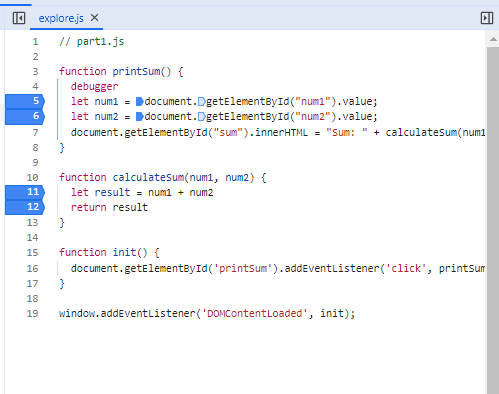 explore.js
1 // part1.js
2
3 function printSum() {
4 debugger
5 let num1 = document.getElementById("num1").value;
6 let num2 = document.getElementById("num2").value;
7 document.getElementById("sum").innerHTML = "Sum: " + calculateSum(num1
8 }
9
10 function calculateSum(num1, num2) {
11 let result = num1 + num2
12 return result
13 }
14
15 function init() {
16 document.getElementById('printSum').addEventListener('click', printSum
17 }
18
19 window.addEventListener('DOMContentLoaded', init);